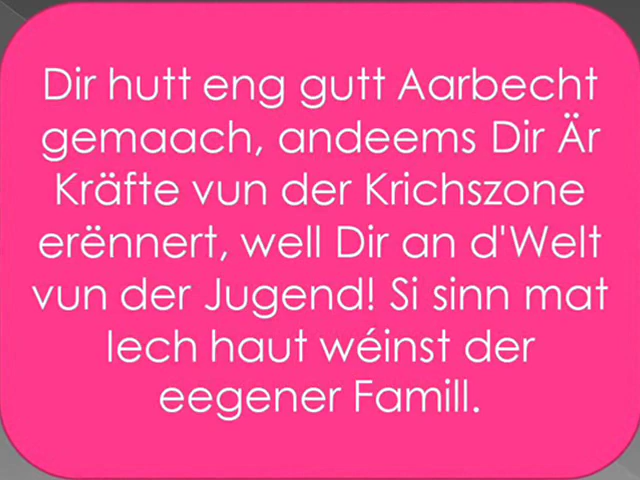 Dir hutt eng gutt Aarbecht
gemaach, andeems Dir Är
Kräfte vun der Krichszone
erënnert, well Dir an d'Welt
vun der Jugend! Si sinn mat
Iech haut wéinst der
eegener Famill.